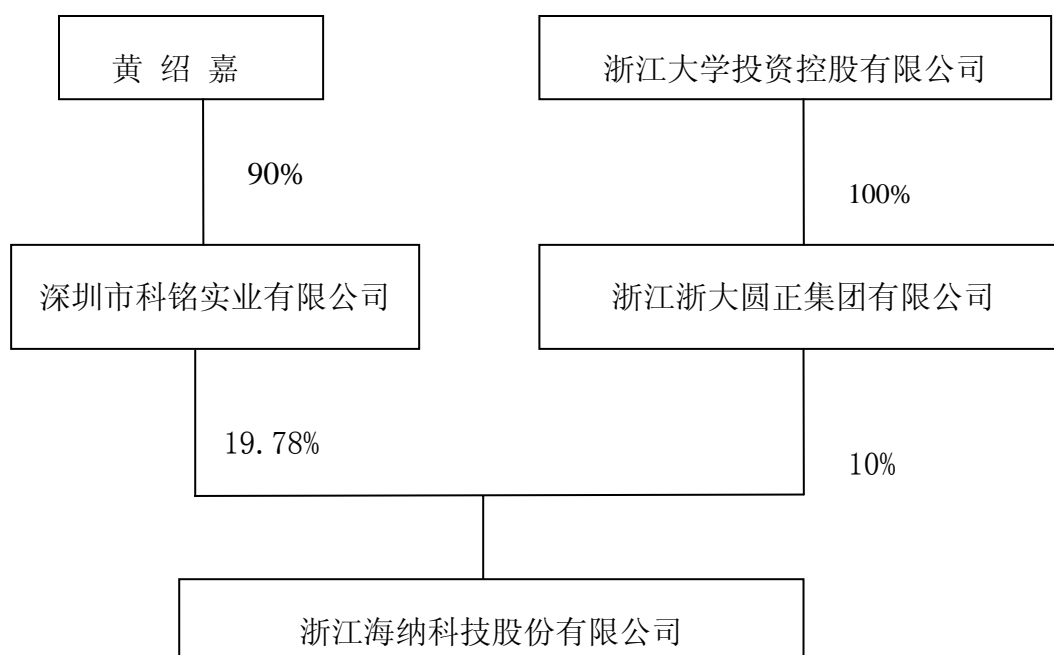 黄 绍 嘉
浙江大学投资控股有限公司
90%
100%
深圳市科铭实业有限公司
浙江浙大圆正集团有限公司
19.78%
10%
浙江海纳科技股份有限公司